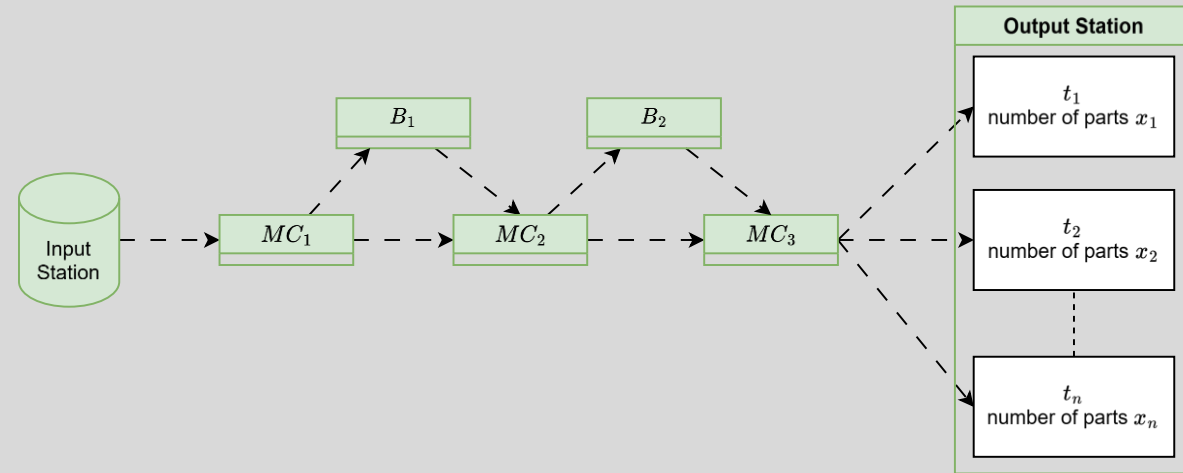 Output Station
t₁
number of parts x₁
B₁
B₂
Input
Station
MC₁
MC₂
MC₃
t₂
number of parts x₂
tₙ
number of parts xₙ